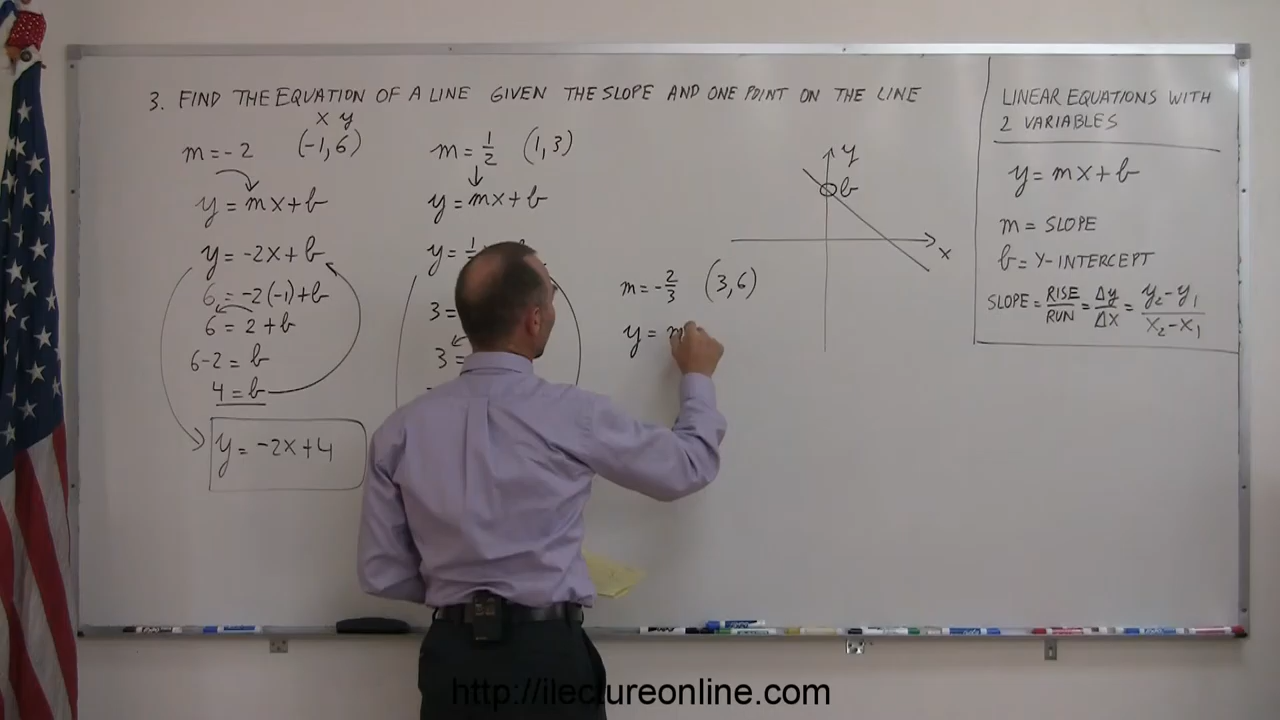 3. FIND THE EQUATION OF A LINE GIVEN THE SLOPE AND ONE POINT ON THE LINE
x y
m = -2 (-1, 6)
y = mx + b
y = -2x + b
6 = -2(-1) + b
6 = 2 + b
6 - 2 = b
4 = b
y = -2x + 4
m = 1/2 (1, 3)
y = mx + b
y =
3 =
3 =
m = -2/3 (3, 6)
y = m
y
b
x
LINEAR EQUATIONS WITH
2 VARIABLES
y = mx + b
m = SLOPE
b = Y-INTERCEPT
SLOPE = RISE/RUN = Δy/Δx = y₂ - y₁/x₂ - x₁
http://ilectureonline.com